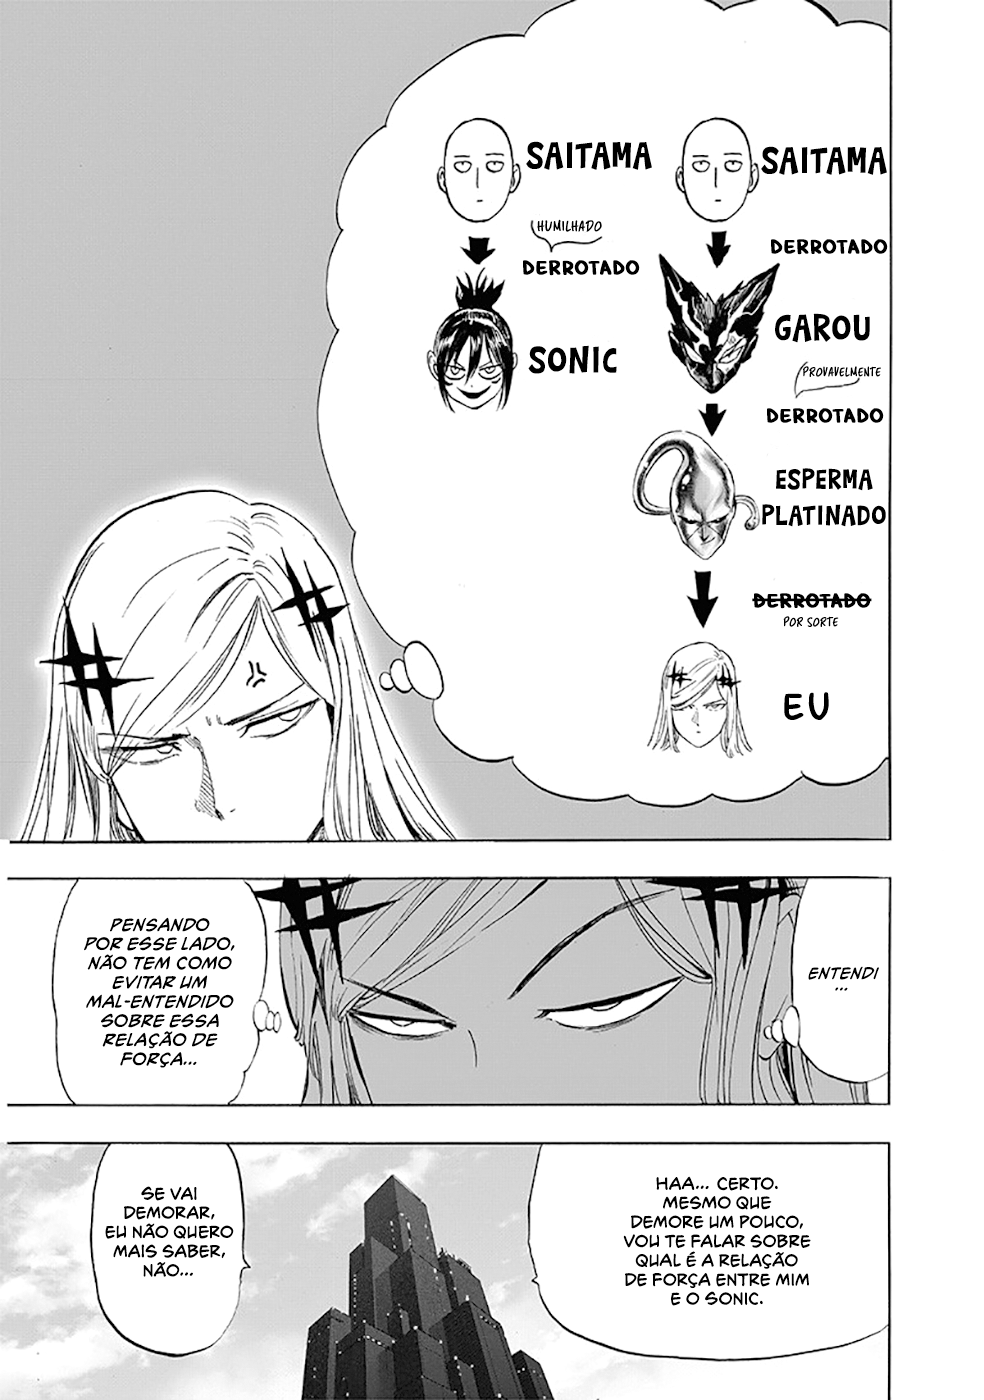 SAITAMA
DERROTADO
GAROU
PROVAVELMENTE
DERROTADO
ESPERMA
PLATINADO
DERROTADO
POR SORTE
EU
SAITAMA
HUMILHADO
DERROTADO
SONIC
ENTENDI
...
PENSANDO
POR ESSE LADO,
NÃO TEM COMO
EVITAR UM
MAL-ENTENDIDO
SOBRE ESSA
RELAÇÃO DE
FORÇA...
HAA... CERTO.
MESMO QUE
DEMORE UM POUCO,
VOU TE FALAR SOBRE
QUAL É A RELAÇÃO
DE FORÇA ENTRE MIM
E O SONIC.
SE VAI
DEMORAR,
EU NÃO QUERO
MAIS SABER,
NÃO...